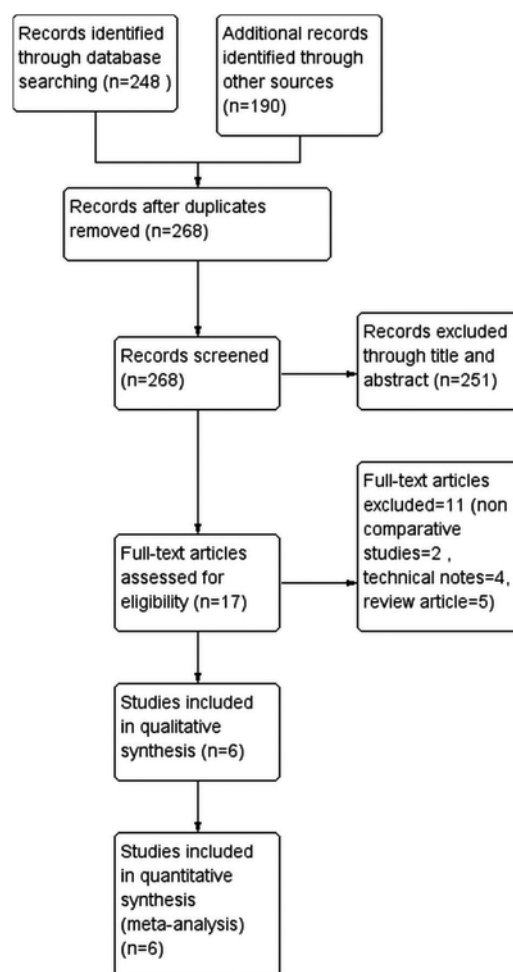 Records identified
through database
searching (n=248 )
Additional records
identified through
other sources
(n=190)
Records after duplicates
removed (n=268)
Records screened
(n=268)
Records excluded
through title and
abstract (n=251)
Full-text articles
assessed for
eligibility (n=17)
Full-text articles
excluded=11 (non
comparative
studies=2 ,
technical notes=4,
review article=5)
Studies included
in qualitative
synthesis (n=6)
Studies included
in quantitative
synthesis
(meta-analysis)
(n=6)